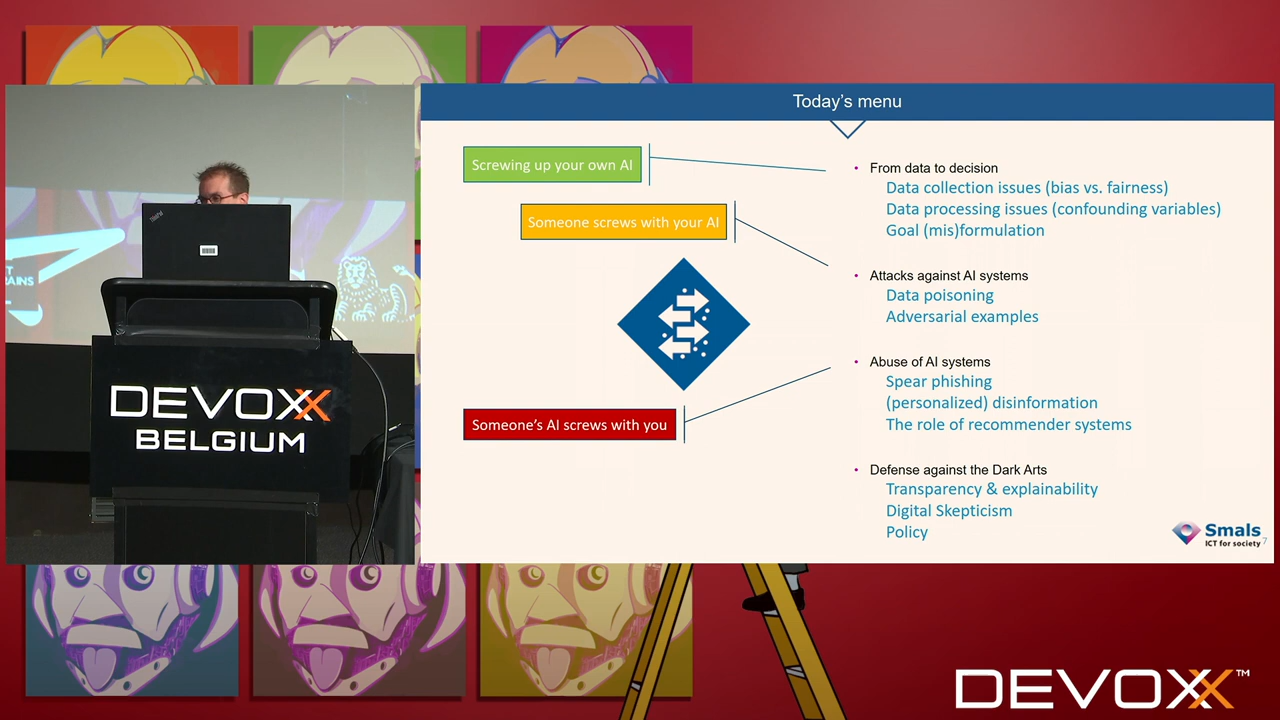 Today's menu
Screwing up your own AI
Someone screws with your AI
Someone's AI screws with you
• From data to decision
Data collection issues (bias vs. fairness)
Data processing issues (confounding variables)
Goal (mis)formulation
• Attacks against AI systems
Data poisoning
Adversarial examples
• Abuse of AI systems
Spear phishing
(personalized) disinformation
The role of recommender systems
• Defense against the Dark Arts
Transparency & explainability
Digital Skepticism
Policy
Smals
ICT for society
7
ThinkPad
DEVOXX
BELGIUM
DEVOXX™